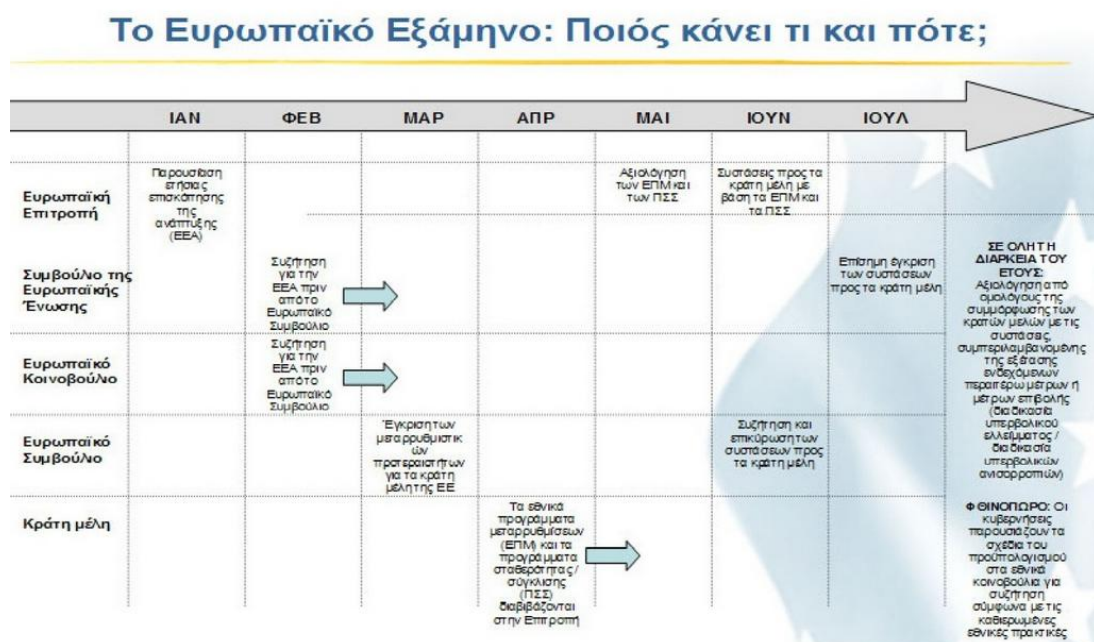 Το Ευρωπαϊκό Εξάμηνο: Ποιός κάνει τι και πότε;
ΙΑΝ ΦΕΒ ΜΑΡ ΑΠΡ ΜΑΙ ΙΟΥΝ ΙΟΥΛ
Ευρωπαϊκή
Επιτροπή
Παρουσίαση
ετήσιας
επισκόπησης
της
ανάπτυξης
(ΕΕΑ)
Αξιολόγηση
των ΕΠΜ και
των ΠΣΣ
Συστάσεις προς τα
κράτη μέλη με
βάση τα ΕΠΜ και
τα ΠΣΣ
Συμβούλιο της
Ευρωπαϊκής
Ένωσης
Συζήτηση
για την
ΕΕΑ πριν
από το
Ευρωπαϊκό
Συμβούλιο
Επίσημη έγκριση
των συστάσεων
προς τα κράτη μέλη
Ευρωπαϊκό
Κοινοβούλιο
Συζήτηση
για την
ΕΕΑ πριν
από το
Ευρωπαϊκό
Συμβούλιο
Ευρωπαϊκό
Συμβούλιο
Έγκριση των
μεταρρυθμιστικ
ών
προτεραιοτήτων
για τα κράτη
μέλη της ΕΕ
Συζήτηση και
επικύρωση των
συστάσεων προς
τα κράτη μέλη
Κράτη μέλη
Τα εθνικά
προγράμματα
μεταρρυθμίσεων
(ΕΠΜ) και τα
προγράμματα
σταθερότητας /
σύγκλισης
(ΠΣΣ)
διαβιβάζονται
στην Επιτροπή
ΣΕ ΟΛΗ ΤΗ
ΔΙΑΡΚΕΙΑ ΤΟΥ
ΕΤΟΥΣ:
Αξιολόγηση από
ομολόγους της
συμμόρφωσης των
κρατών μελών με τις
συστάσεις,
συμπεριλαμβανομένης
της εξέτασης
ενδεχόμενων
περαιτέρω μέτρων ή
μέτρων επιβολής
(διαδικασία
υπερβολικού
ελλείμματος /
διαδικασία
υπερβολικών
ανισορροπιών)
ΦΘΙΝΟΠΩΡΟ: Οι
κυβερνήσεις
παρουσιάζουν τα
σχέδια του
προϋπολογισμού
στα εθνικά
κοινοβούλια για
συζήτηση
σύμφωνα με τις
καθιερωμένες
εθνικές πρακτικές